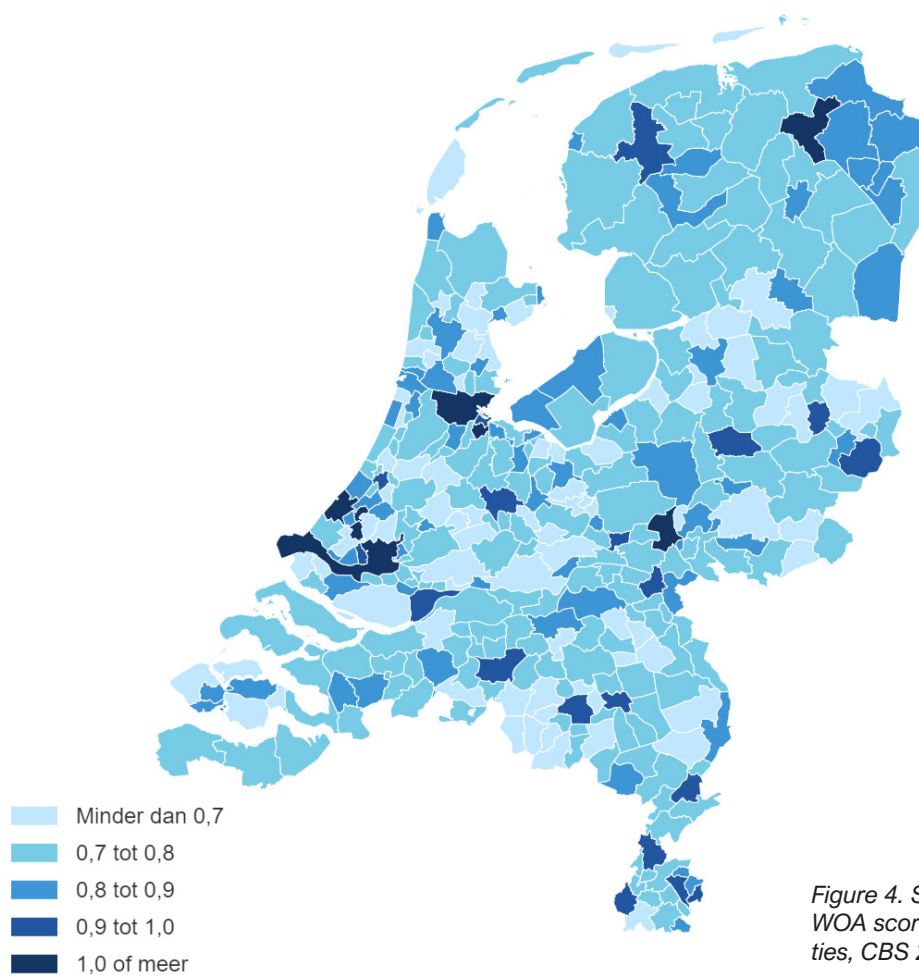 Minder dan 0,7
0,7 tot 0,8
0,8 tot 0,9
0,9 tot 1,0
1,0 of meer
Figure 4. S
WOA scor
ties, CBS 2